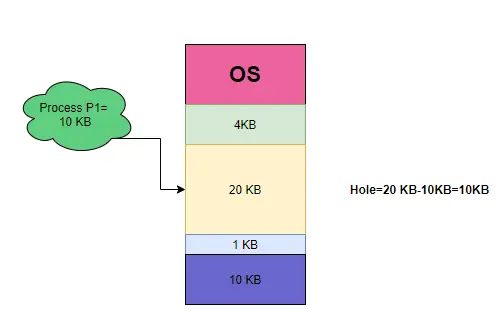 OS
Process P1=
10 KB
4KB
20 KB
Hole=20 KB-10KB=10KB
1 KB
10 KB